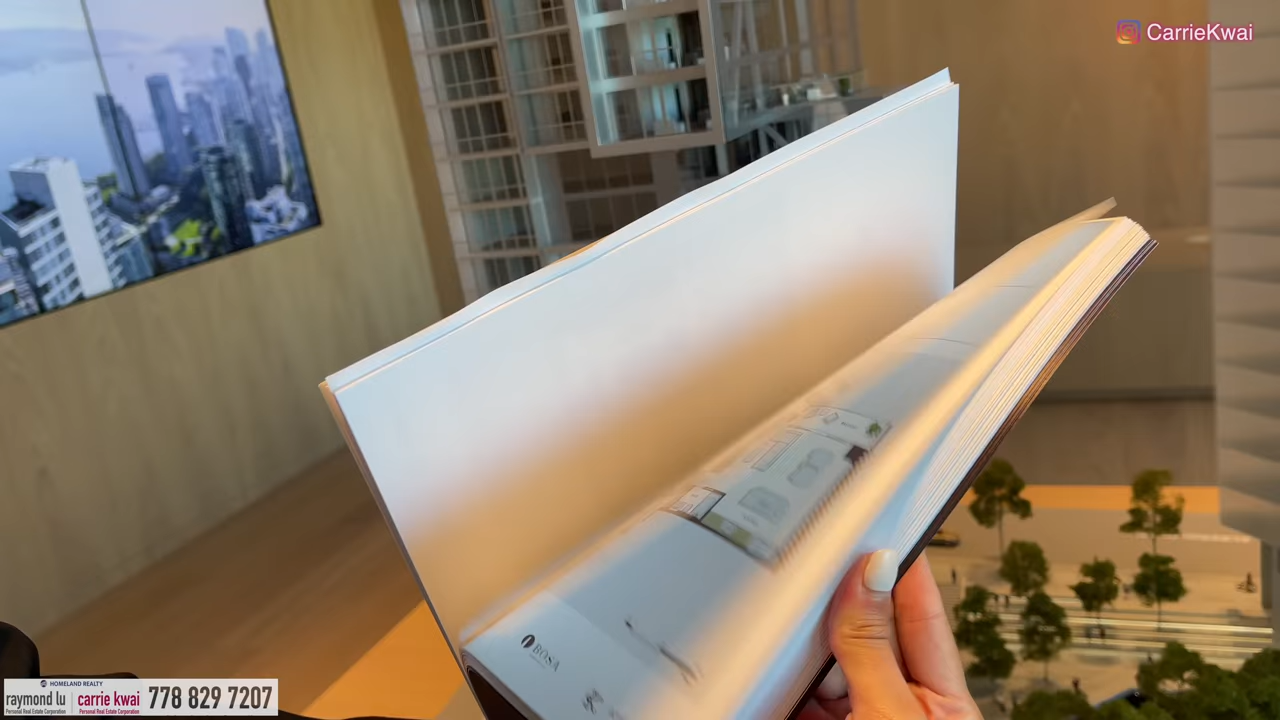 CarrieKwai
BOSA
HOMELAND REALTY
raymond lu
carrie kwai
778 829 7207
Personal Real Estate Corporation
Personal Real Estate Corporation